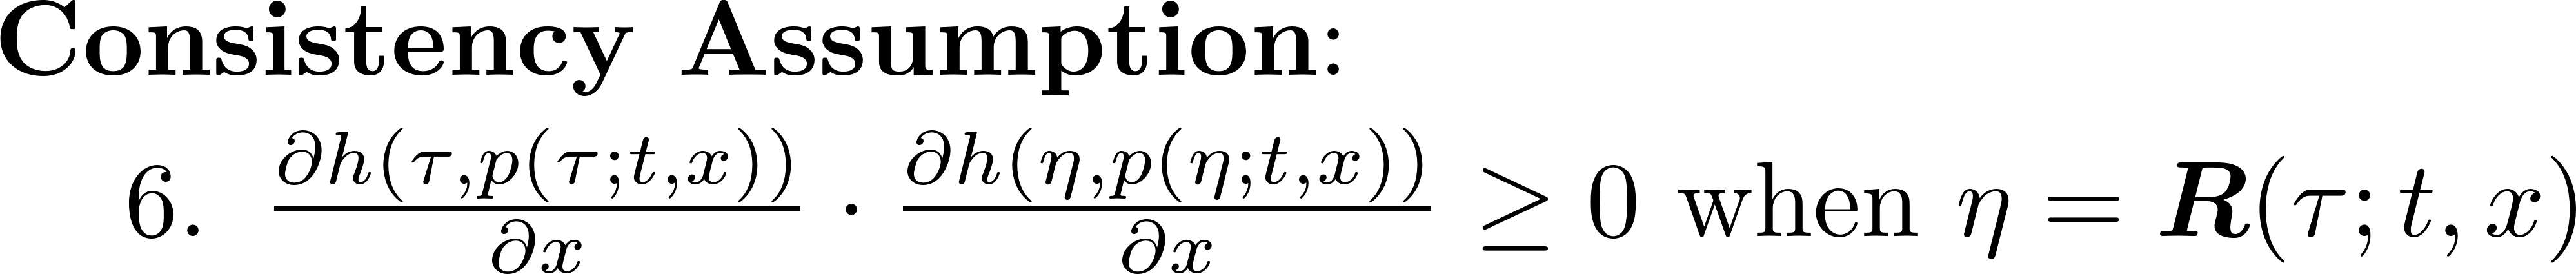 Consistency Assumption:
6. ∂h(τ,p(τ;t,x))/∂x · ∂h(η,p(η;t,x))/∂x ≥ 0 when η = R(τ; t, x)